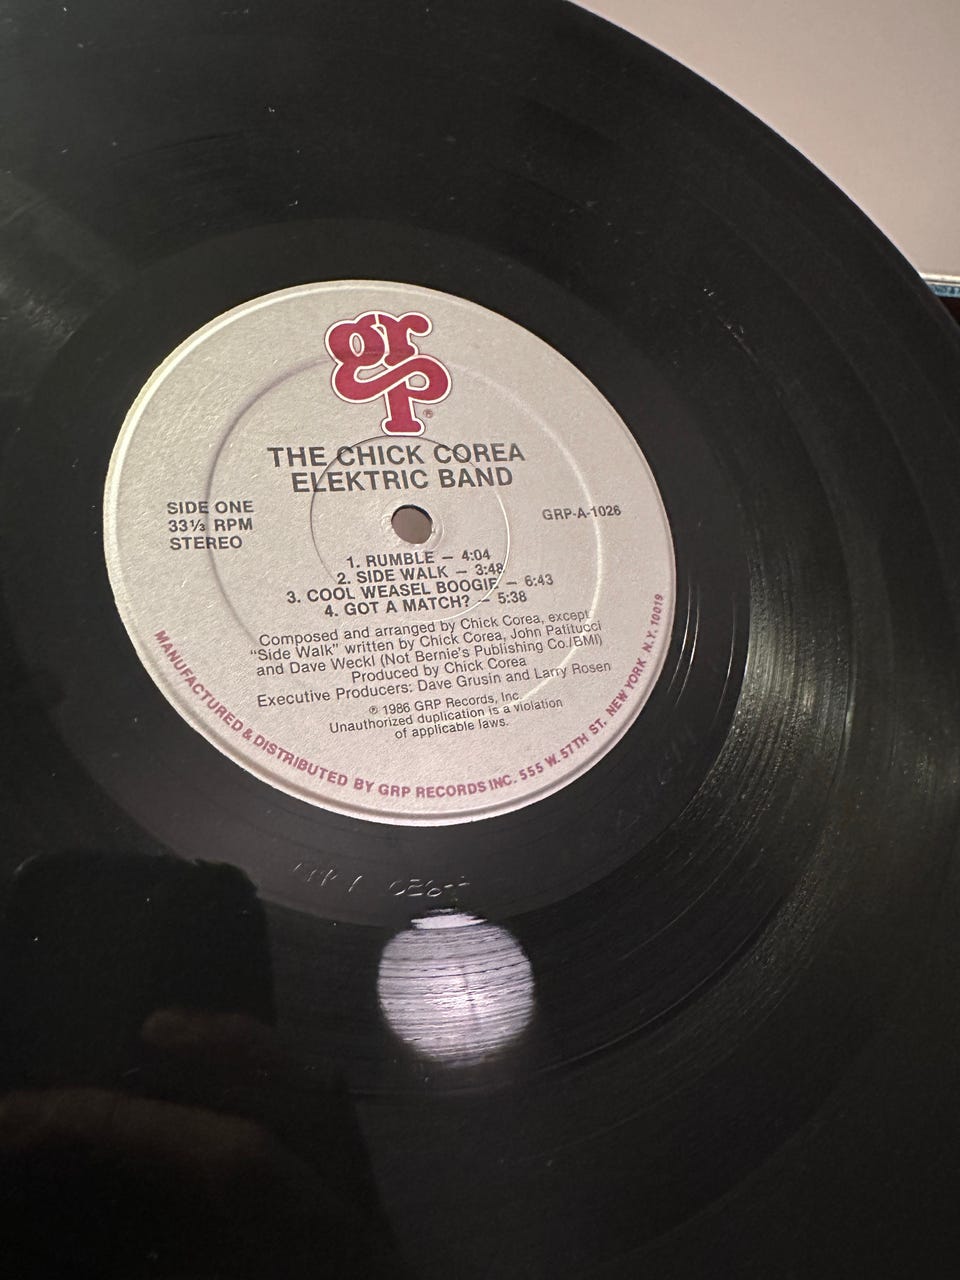 grp®
THE CHICK COREA
ELEKTRIC BAND
SIDE ONE
33⅓ RPM
STEREO
GRP-A-1026
1. RUMBLE – 4:04
2. SIDE WALK – 3:48
3. COOL WEASEL BOOGIE – 6:43
4. GOT A MATCH? – 5:38
Composed and arranged by Chick Corea, except
"Side Walk" written by Chick Corea, John Patitucci
and Dave Weckl (Not Bernie's Publishing Co./BMI)
Produced by Chick Corea
Executive Producers: Dave Grusin and Larry Rosen
℗ 1986 GRP Records, Inc.
Unauthorized duplication is a violation
of applicable laws.
MANUFACTURED & DISTRIBUTED BY GRP RECORDS INC. 555 W. 57TH ST. NEW YORK N.Y. 10019